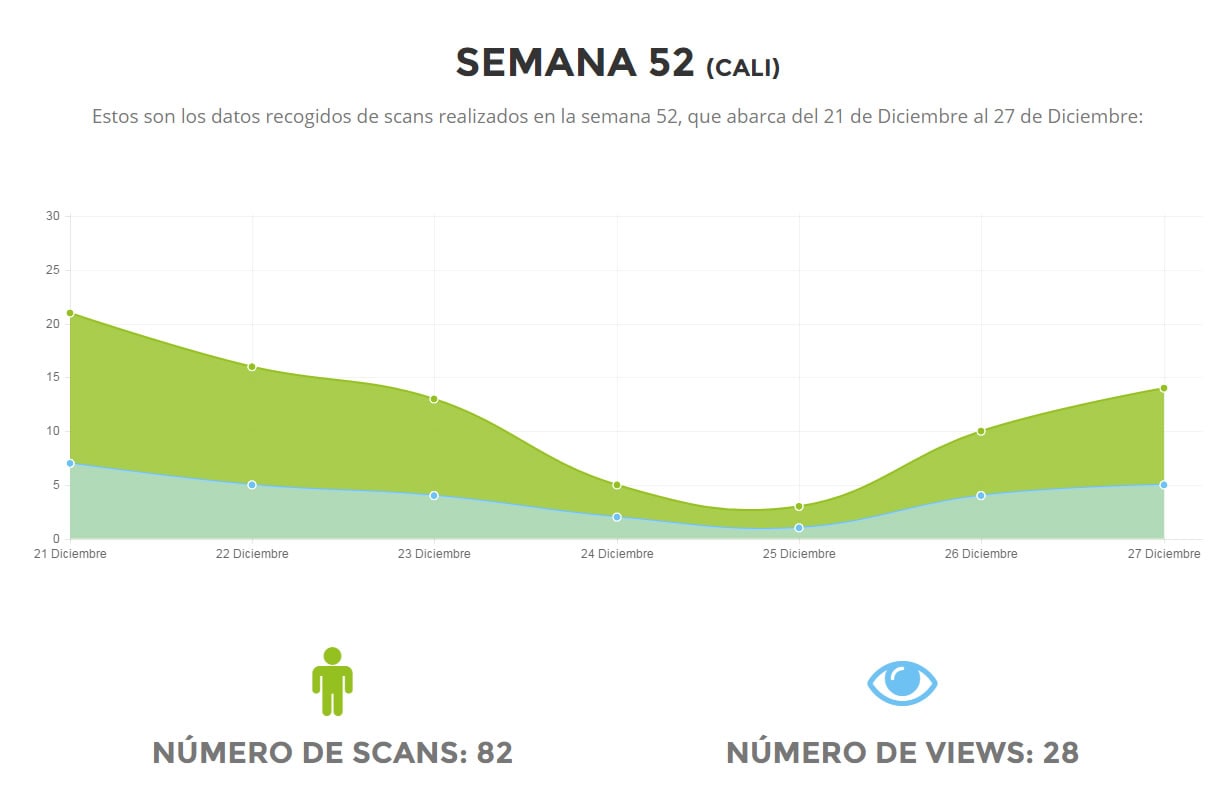 SEMANA 52 (CALI)
Estos son los datos recogidos de scans realizados en la semana 52, que abarca del 21 de Diciembre al 27 de Diciembre:
30
25
20
15
10
5
0
21 Diciembre 22 Diciembre 23 Diciembre 24 Diciembre 25 Diciembre 26 Diciembre 27 Diciembre
NÚMERO DE SCANS: 82 NÚMERO DE VIEWS: 28